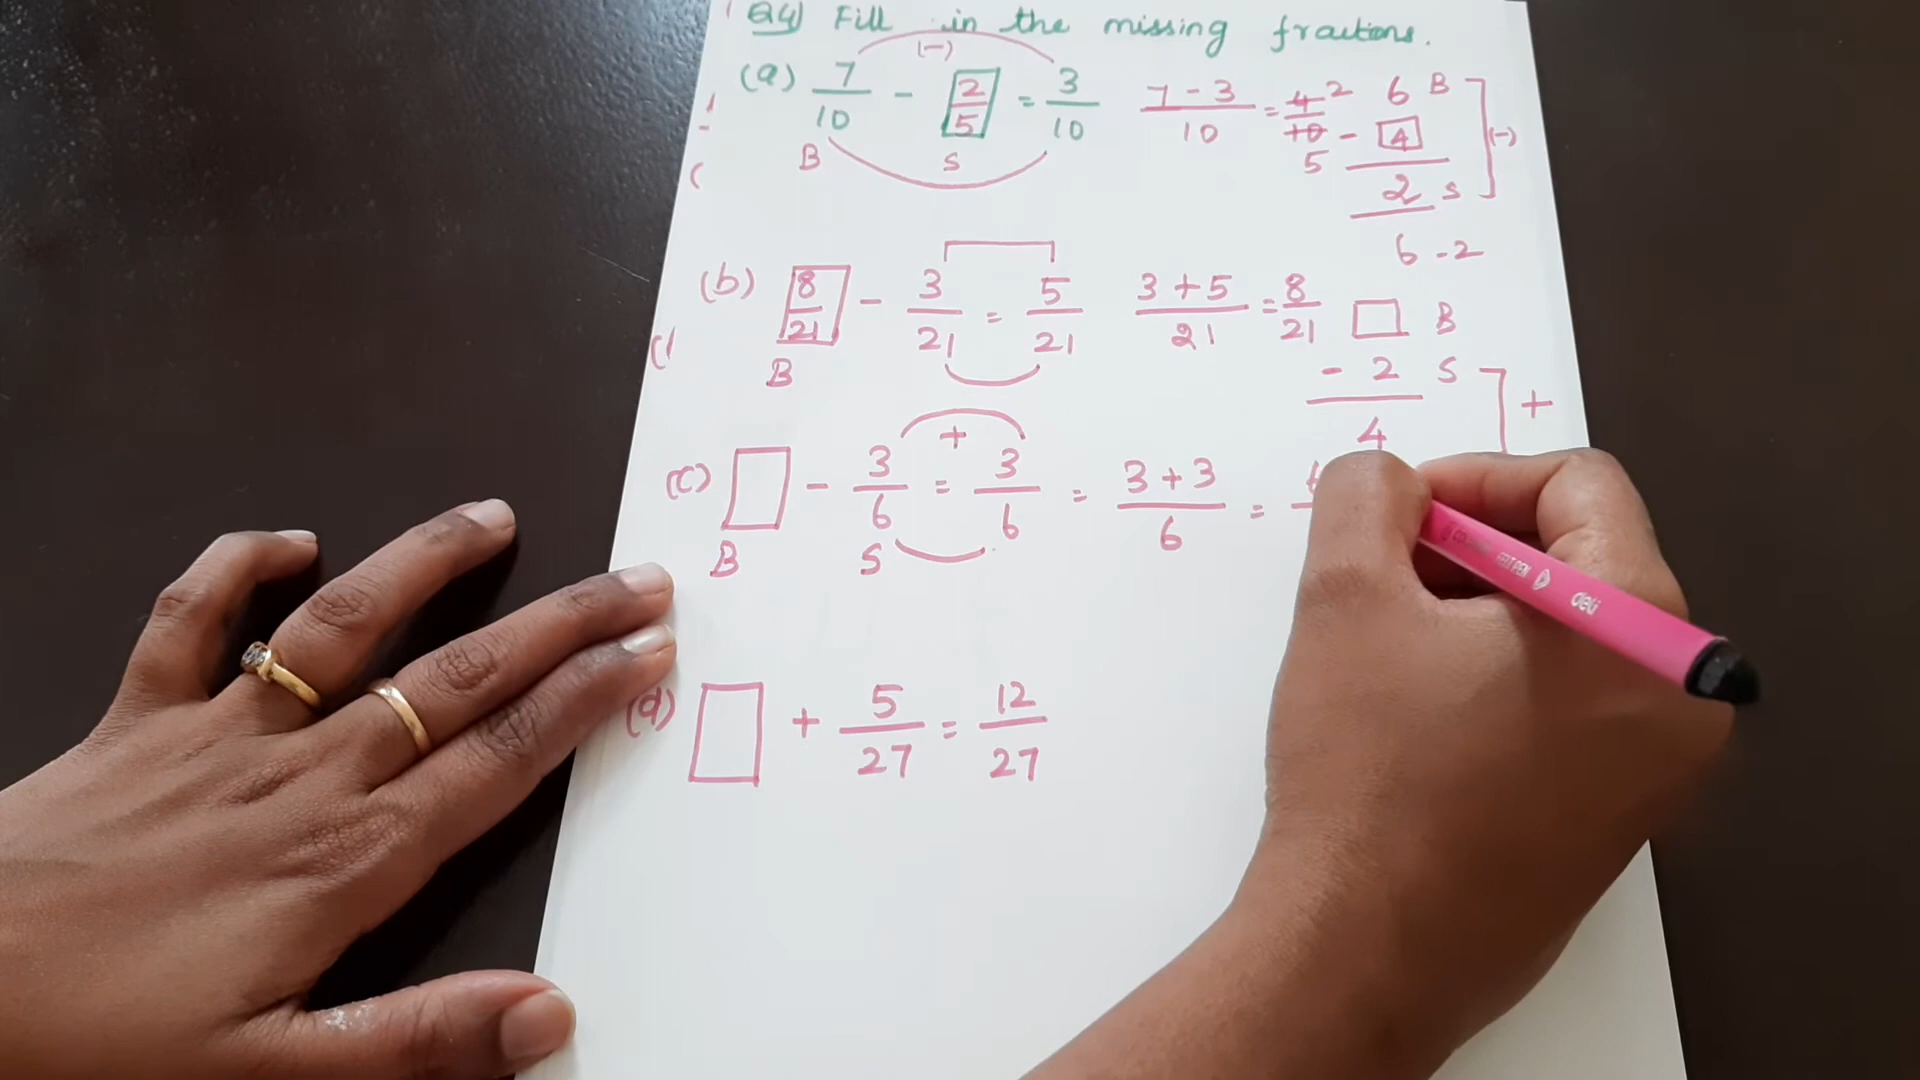 Q4) Fill in the missing fractions.
(a) 7/10 - 2/5 = 3/10 (-) B S
7 - 3 / 10 = 4/10 2 5
6 B
- 4 (-)
2 S
6 - 2
(b) 8/21 - 3/21 = 5/21 B
3 + 5 / 21 = 8/21
□ B
- 2 S
4 +
(c) □ - 3/6 = 3/6 + B S
= 3 + 3 / 6 =
(d) □ + 5/27 = 12/27
FELT PEN deli